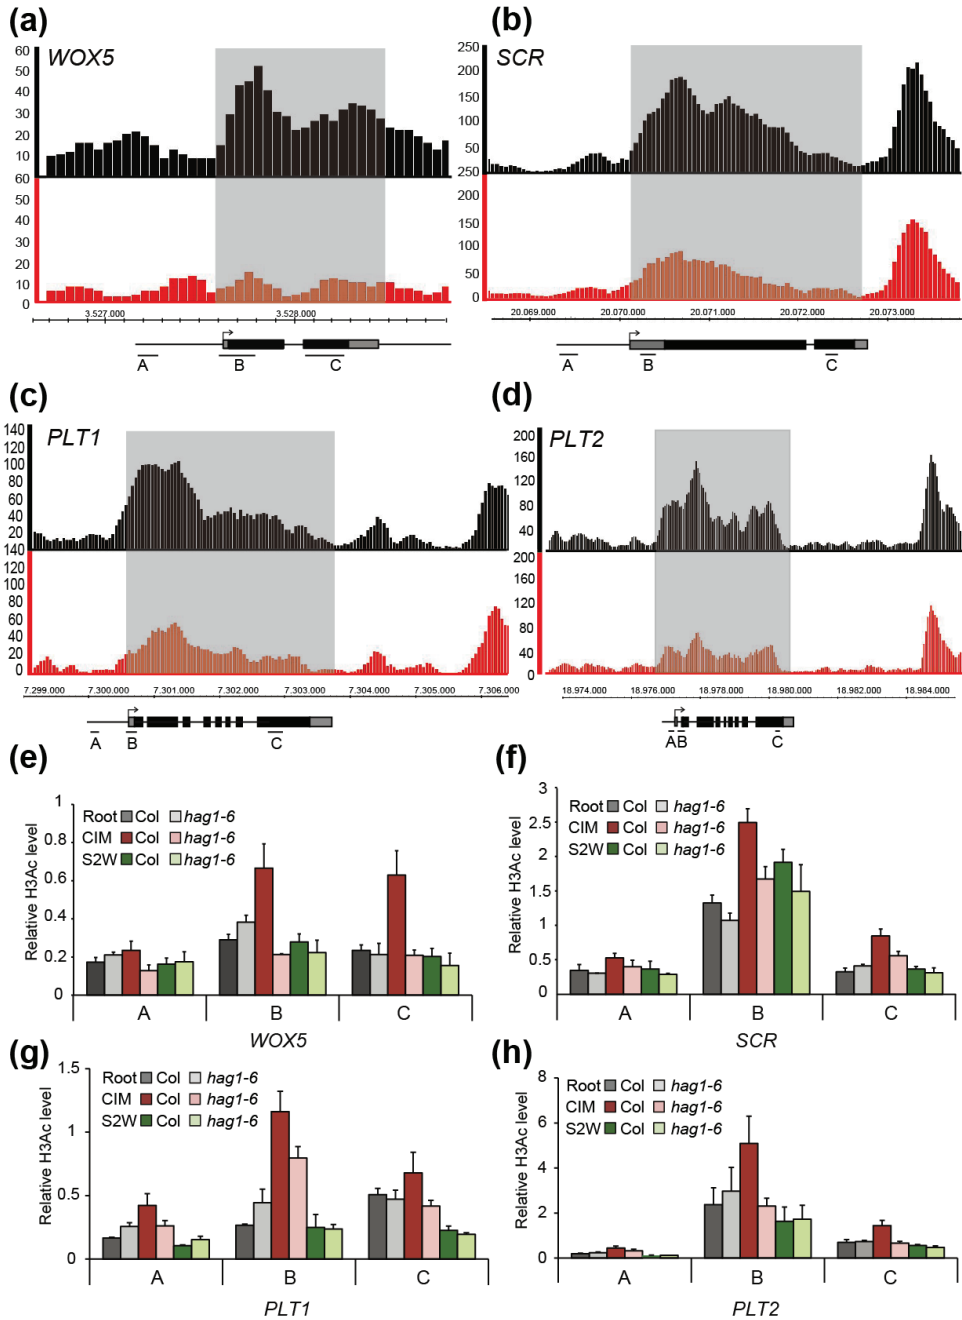 (a)
WOX5
60
50
40
30
20
10
60
50
40
30
20
10
0
3.527.000 3.528.000
A B C
(b)
SCR
250
200
150
100
50
250
200
150
100
50
0
20.069.000 20.070.000 20.071.000 20.072.000 20.073.000
A B C
(c)
PLT1
140
120
100
80
60
40
20
140
120
100
80
60
40
20
0
7.299.000 7.300.000 7.301.000 7.302.000 7.303.000 7.304.000 7.305.000 7.306.000
A B C
(d)
PLT2
200
160
120
80
40
200
160
120
80
40
0
18.974.000 18.976.000 18.978.000 18.980.000 18.982.000 18.984.000
A B C
(e)
Relative H3Ac level
1
0.8
0.6
0.4
0.2
0
Root Col hag1-6
CIM Col hag1-6
S2W Col hag1-6
A B C
WOX5
(f)
Relative H3Ac level
3
2.5
2
1.5
1
0.5
0
Root Col hag1-6
CIM Col hag1-6
S2W Col hag1-6
A B C
SCR
(g)
Relative H3Ac level
1.5
1
0.5
0
Root Col hag1-6
CIM Col hag1-6
S2W Col hag1-6
A B C
PLT1
(h)
Relative H3Ac level
8
6
4
2
0
Root Col hag1-6
CIM Col hag1-6
S2W Col hag1-6
A B C
PLT2